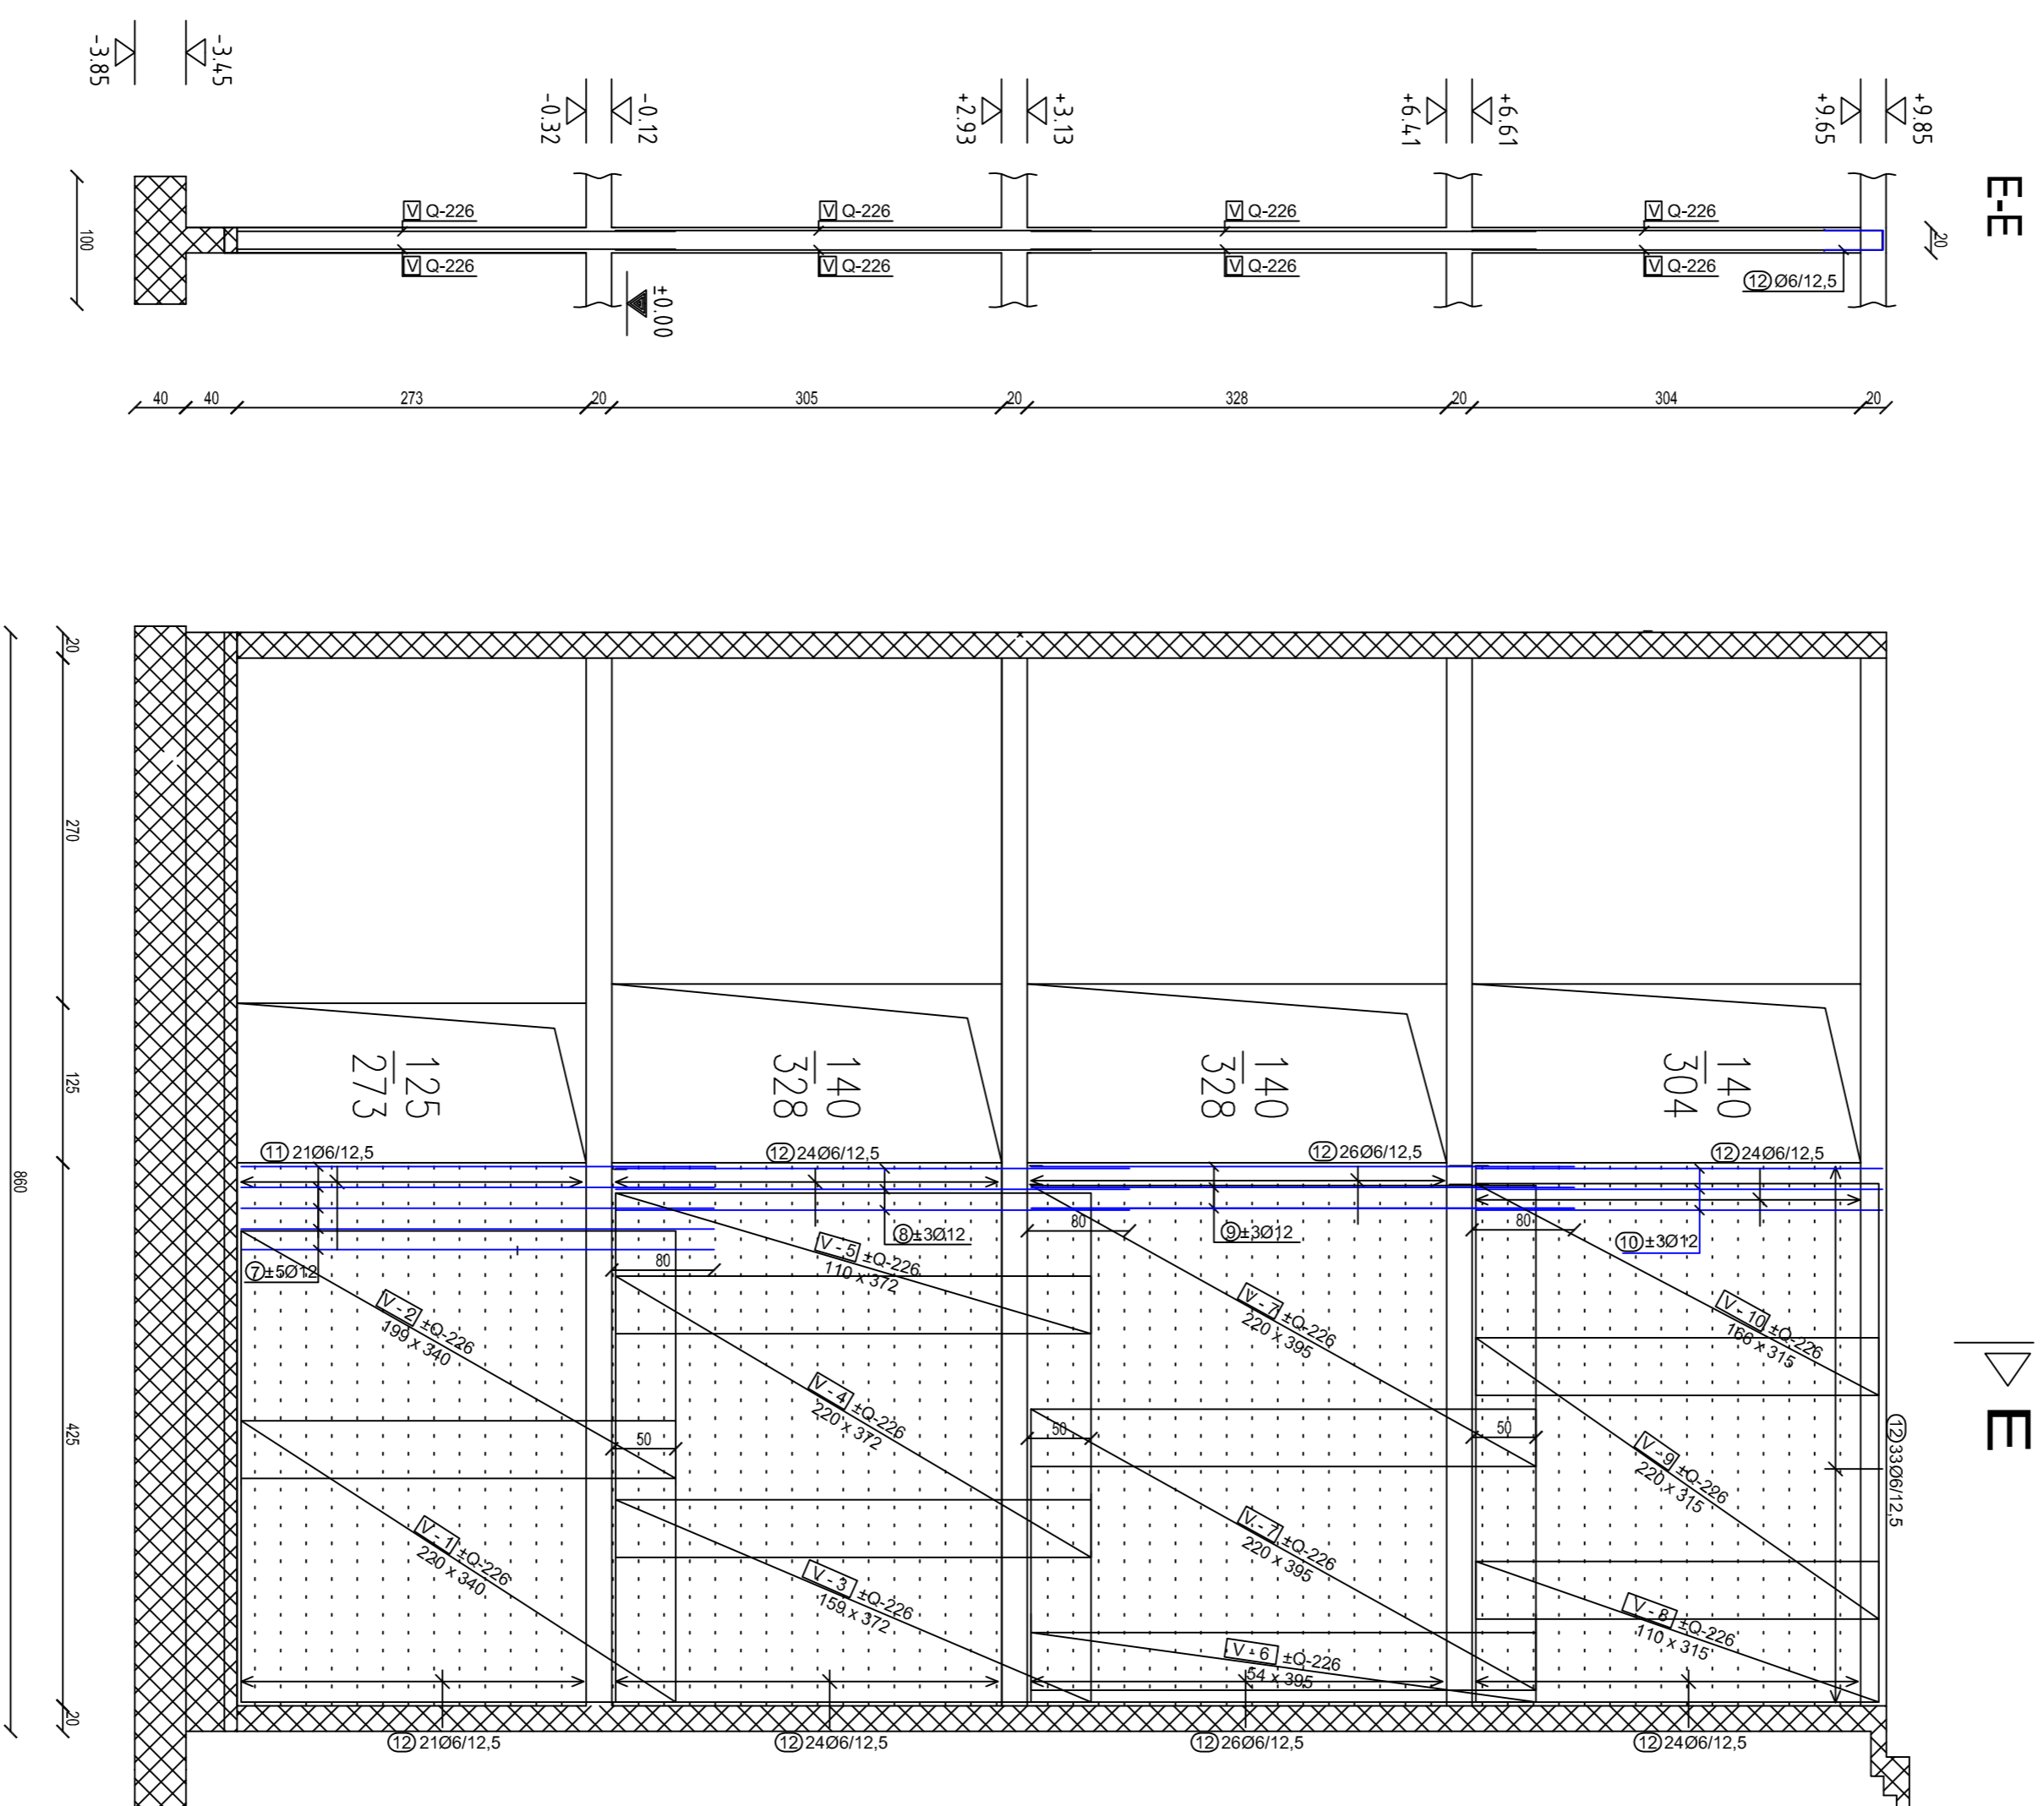 -3.85
-3.45
-0.32
-0.12
+2.93
+3.13
+6.41
+6.61
+9.65
+9.85
E-E
V Q-226
V Q-226
V Q-226
V Q-226
V Q-226
V Q-226
V Q-226
V Q-226
12 Ø6/12,5
20
100
±0.00
40
40
273
20
305
20
328
20
304
20
20
270
125
425
20
860
125
273
140
328
140
328
140
304
11 21Ø6/12,5
12 24Ø6/12,5
12 26Ø6/12,5
12 24Ø6/12,5
7 ±5Ø12
8 ±3Ø12
9 ±3Ø12
10 ±3Ø12
80
80
80
50
50
50
V - 2 ±Q-226
199 x 340
V - 1 ±Q-226
220 x 340
V - 5 ±Q-226
110 x 372
V - 4 ±Q-226
220 x 372
V - 3 ±Q-226
159 x 372
V - 7 ±Q-226
220 x 395
V - 7 ±Q-226
220 x 395
V - 6 ±Q-226
54 x 395
V - 10 ±Q-226
166 x 315
V - 9 ±Q-226
220 x 315
V - 8 ±Q-226
110 x 315
12 33Ø6/12,5
E
12 21Ø6/12,5
12 24Ø6/12,5
12 26Ø6/12,5
12 24Ø6/12,5